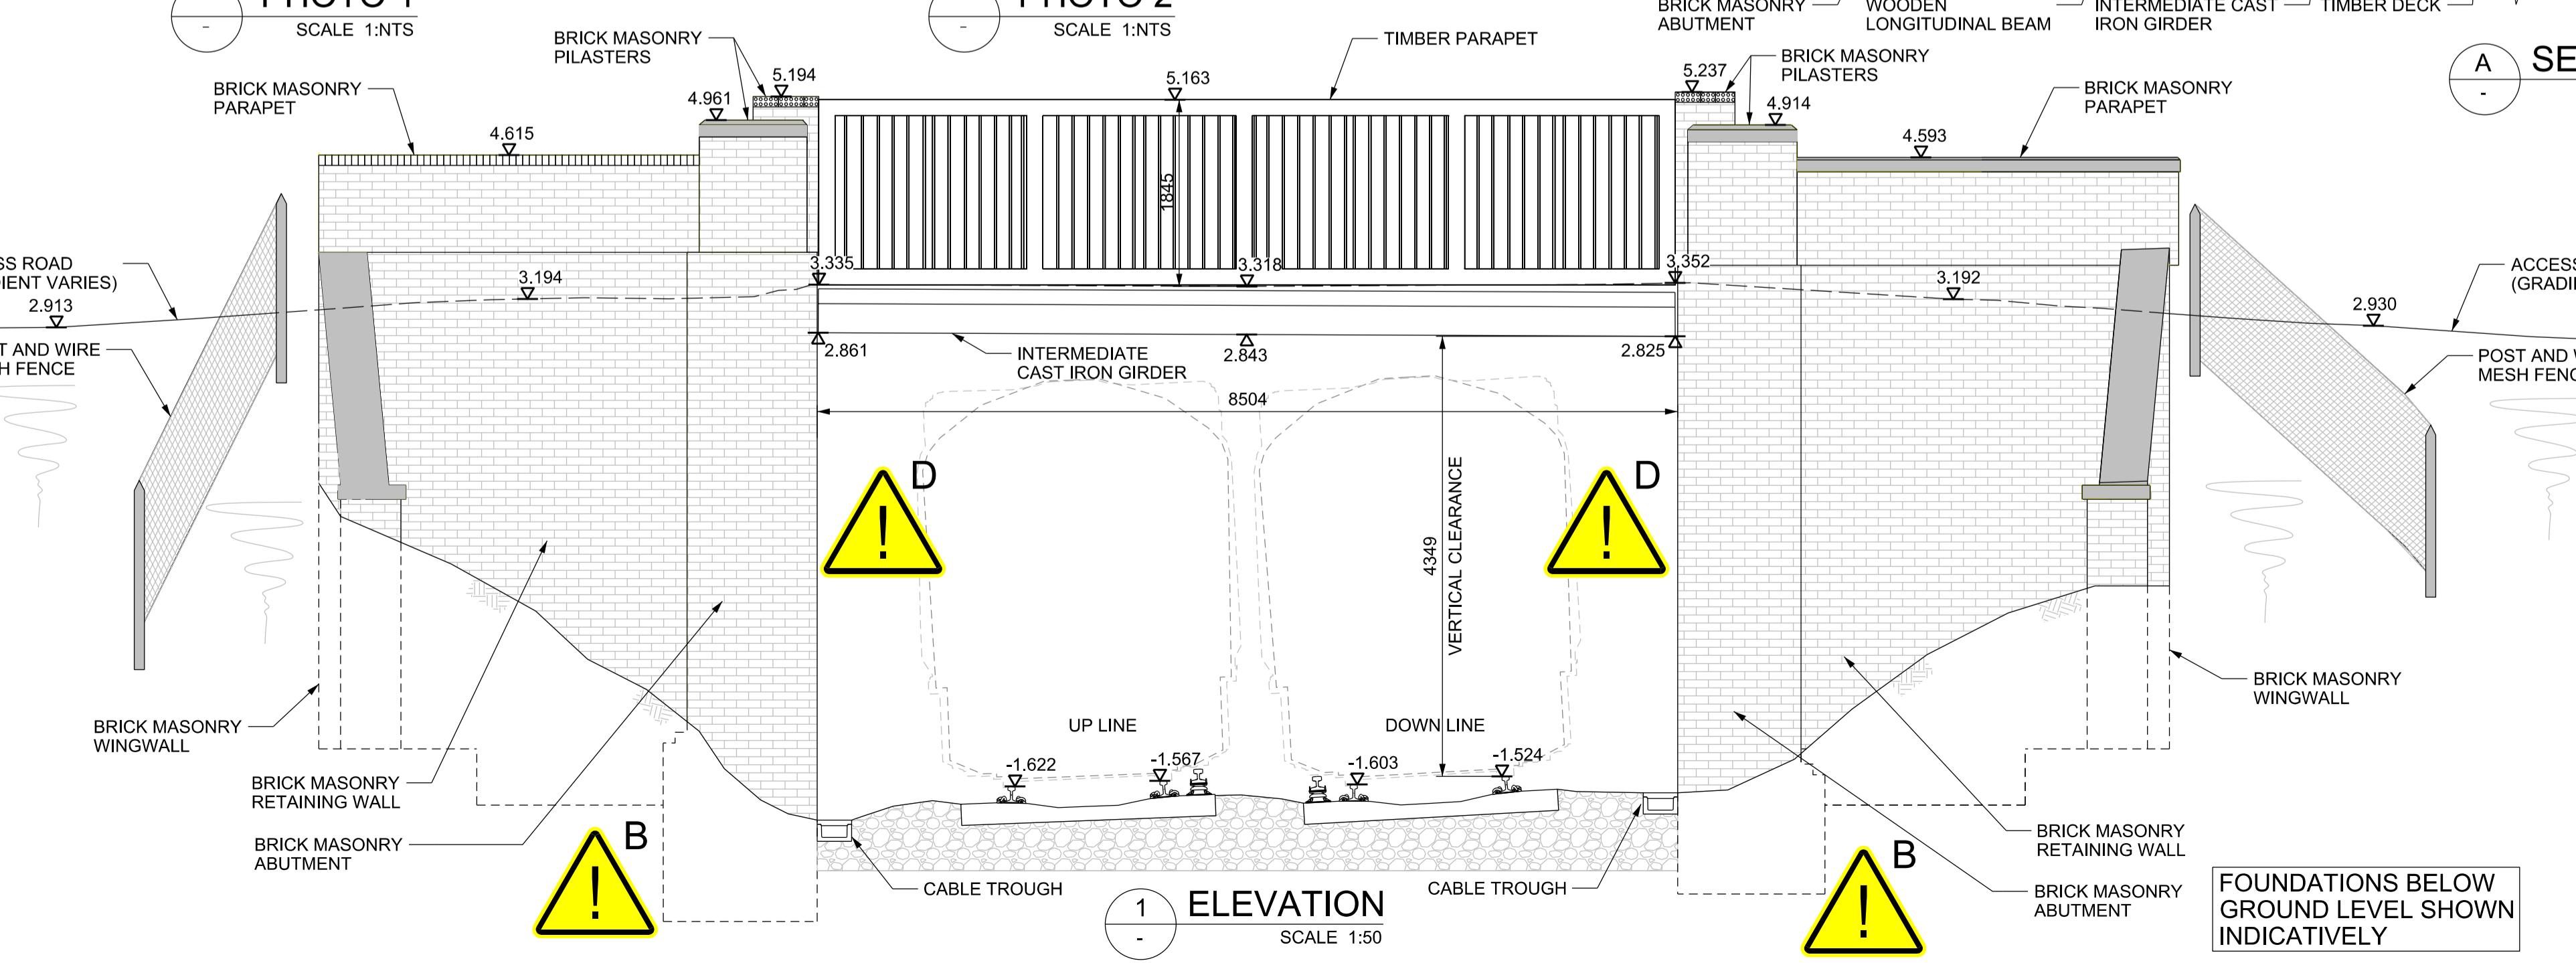 PHOTO 1
-
SCALE 1:NTS
PHOTO 2
-
SCALE 1:NTS
BRICK MASONRY
ABUTMENT
WOODEN
LONGITUDINAL BEAM
INTERMEDIATE CAST
IRON GIRDER
TIMBER DECK
A
-
SE
BRICK MASONRY
PILASTERS
TIMBER PARAPET
BRICK MASONRY
PILASTERS
BRICK MASONRY
PARAPET
BRICK MASONRY
PARAPET
5.194
5.163
5.237
4.961
4.914
4.615
4.593
1845
SS ROAD
DIENT VARIES)
2.913
3.194
3.335
3.318
3.352
3.192
2.930
ACCESS
(GRADI
T AND WIRE
H FENCE
2.861
INTERMEDIATE
CAST IRON GIRDER
2.843
2.825
POST AND W
MESH FENC
8504
D
!
D
!
4349
VERTICAL CLEARANCE
UP LINE
DOWN LINE
-1.622
-1.567
-1.603
-1.524
BRICK MASONRY
WINGWALL
BRICK MASONRY
WINGWALL
BRICK MASONRY
RETAINING WALL
BRICK MASONRY
RETAINING WALL
BRICK MASONRY
ABUTMENT
BRICK MASONRY
ABUTMENT
B
!
B
!
CABLE TROUGH
CABLE TROUGH
1
-
ELEVATION
SCALE 1:50
FOUNDATIONS BELOW
GROUND LEVEL SHOWN
INDICATIVELY